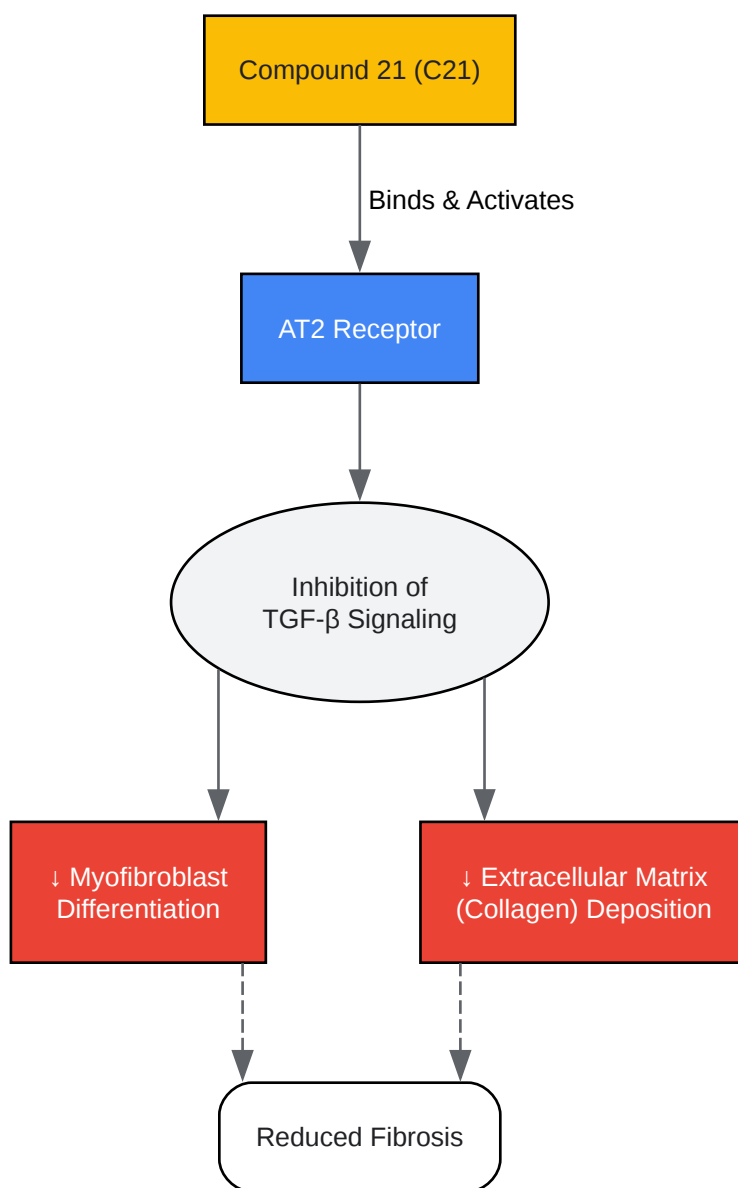 Compound 21 (C21)
Binds & Activates
AT2 Receptor
Inhibition of
TGF-β Signaling
↓ Myofibroblast
Differentiation
↓ Extracellular Matrix
(Collagen) Deposition
Reduced Fibrosis